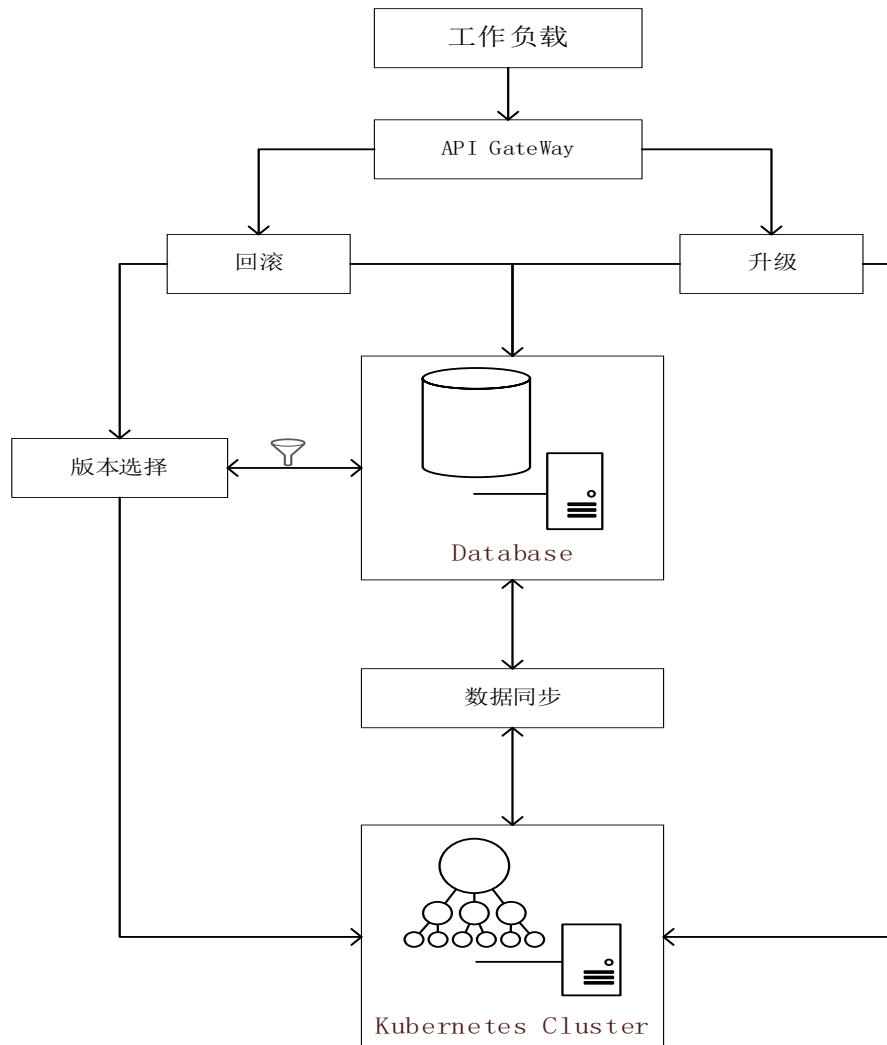 工作负载
API GateWay
回滚
升级
版本选择
Database
数据同步
Kubernetes Cluster